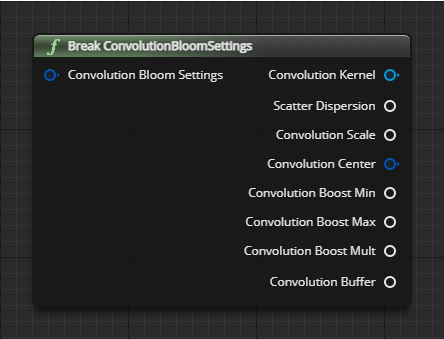 f Break ConvolutionBloomSettings
Convolution Bloom Settings Convolution Kernel
Scatter Dispersion
Convolution Scale
Convolution Center
Convolution Boost Min
Convolution Boost Max
Convolution Boost Mult
Convolution Buffer